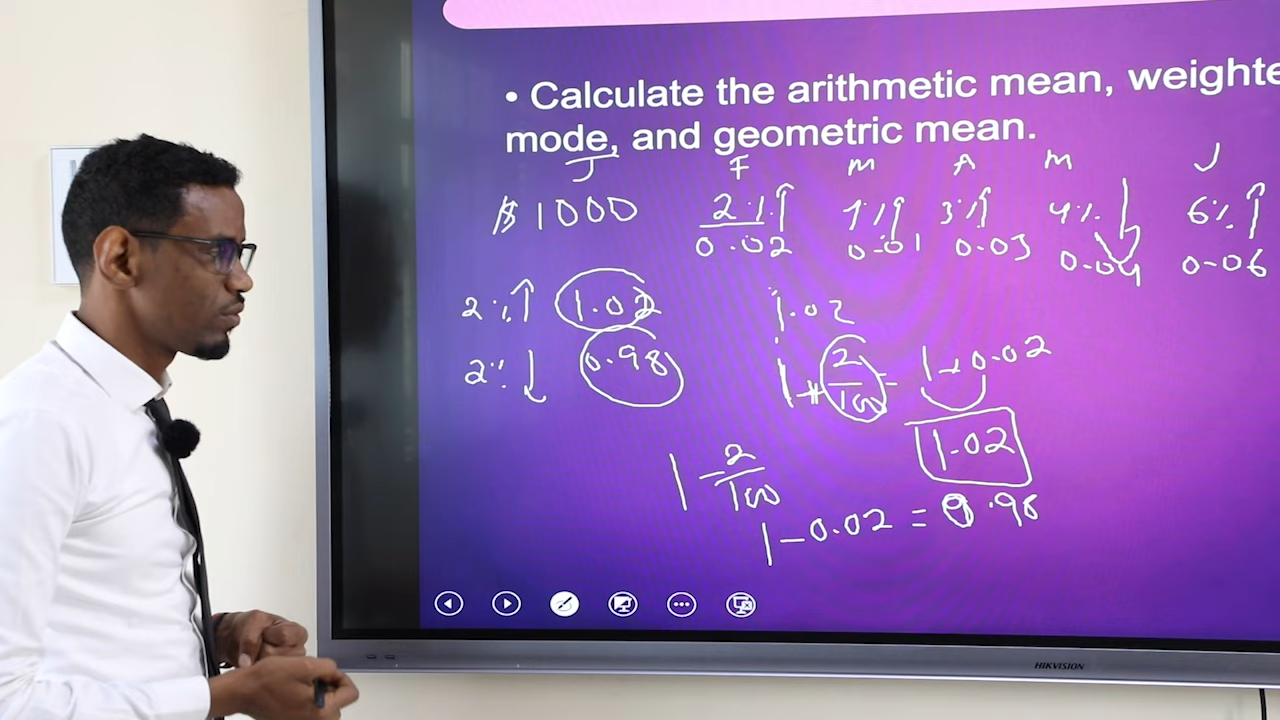 • Calculate the arithmetic mean, weighte
mode, and geometric mean.
J F M A M J
$1000 2%↑ 1%↑ 3%↑ 4%↓ 6%↑
0.02 0.01 0.03 0.04 0.06
2%↑ 1.02 1.02
2%↓ 0.98 1+2/100= 1+0.02
1.02
1-2/100
1-0.02=0.98
HIKVISION